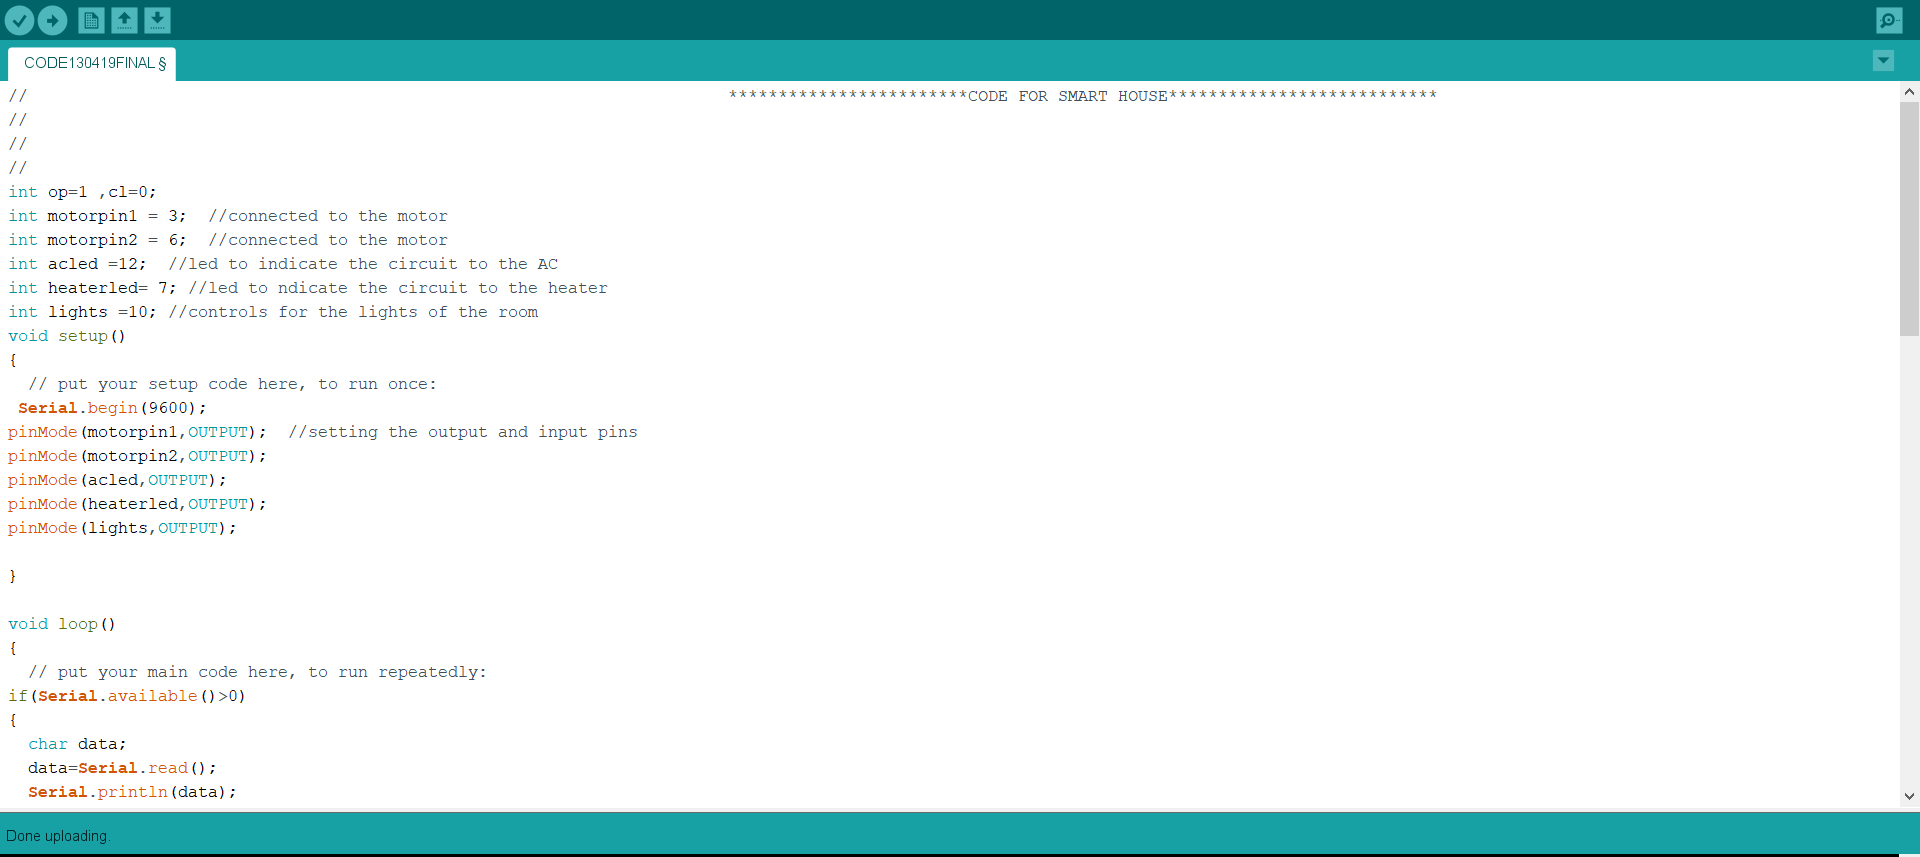 CODE130419FINAL §
// ************************CODE FOR SMART HOUSE***************************
//
//
//
int op=1 ,cl=0;
int motorpin1 = 3;  //connected to the motor
int motorpin2 = 6;  //connected to the motor
int acled =12;  //led to indicate the circuit to the AC
int heaterled= 7; //led to ndicate the circuit to the heater
int lights =10; //controls for the lights of the room
void setup()
{
  // put your setup code here, to run once:
 Serial.begin(9600);
pinMode(motorpin1,OUTPUT);  //setting the output and input pins
pinMode(motorpin2,OUTPUT);
pinMode(acled,OUTPUT);
pinMode(heaterled,OUTPUT);
pinMode(lights,OUTPUT);
}
void loop()
{
  // put your main code here, to run repeatedly:
if(Serial.available()>0)
{
  char data;
  data=Serial.read();
  Serial.println(data);
Done uploading.